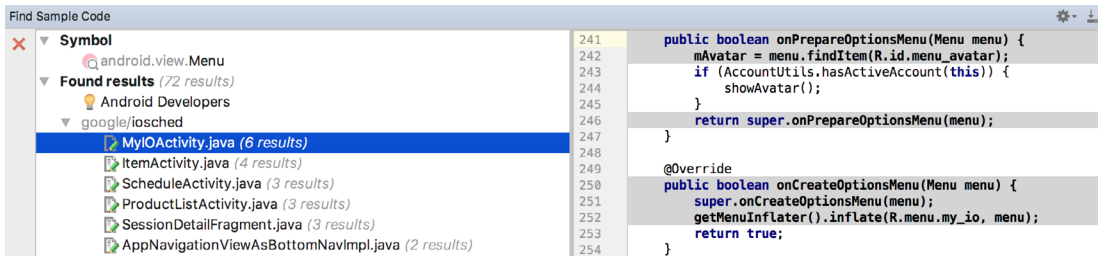 Find Sample Code
Symbol
android.view.Menu
Found results (72 results)
Android Developers
google/iosched
MyIOActivity.java (6 results)
ItemActivity.java (4 results)
ScheduleActivity.java (3 results)
ProductListActivity.java (3 results)
SessionDetailFragment.java (3 results)
AppNavigationViewAsBottomNavImpl.java (2 results)
241 public boolean onPrepareOptionsMenu(Menu menu) {
242 mAvatar = menu.findItem(R.id.menu_avatar);
243 if (AccountUtils.hasActiveAccount(this)) {
244 showAvatar();
245 }
246 return super.onPrepareOptionsMenu(menu);
247 }
248
249 @Override
250 public boolean onCreateOptionsMenu(Menu menu) {
251 super.onCreateOptionsMenu(menu);
252 getMenuInflater().inflate(R.menu.my_io, menu);
253 return true;
254 }